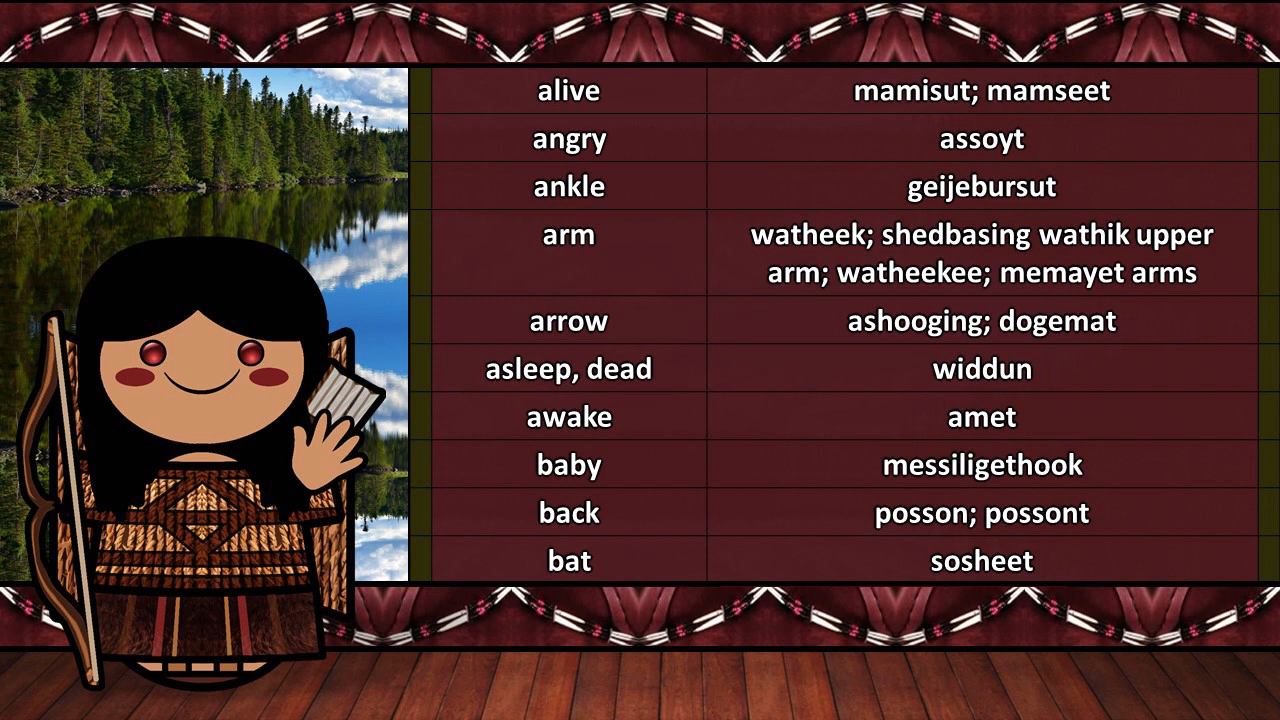 alive mamisut; mamseet
angry assoyt
ankle geijebursut
arm watheek; shedbasing wathik upper
arm; watheekee; memayet arms
arrow ashooging; dogemat
asleep, dead widdun
awake amet
baby messiligethook
back posson; possont
bat sosheet